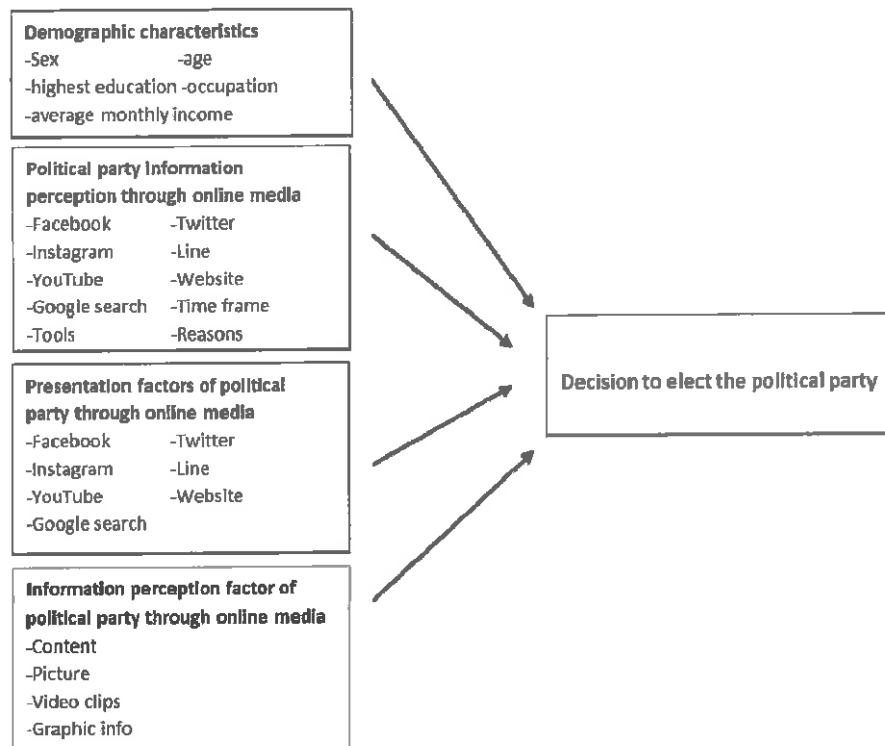 Demographic characteristics
-Sex -age
-highest education -occupation
-average monthly income
Political party information
perception through online media
-Facebook -Twitter
-Instagram -Line
-YouTube -Website
-Google search -Time frame
-Tools -Reasons
Presentation factors of political
party through online media
-Facebook -Twitter
-Instagram -Line
-YouTube -Website
-Google search
Information perception factor of
political party through online media
-Content
-Picture
-Video clips
-Graphic info
Decision to elect the political party